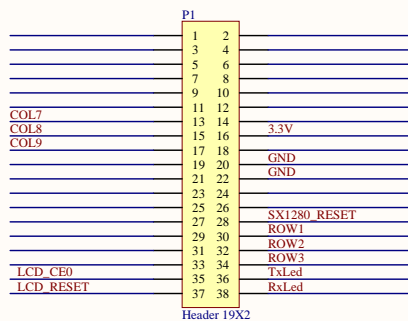 P1
1 2
3 4
5 6
7 8
9 10
11 12
COL7 13 14
COL8 15 16 3.3V
COL9 17 18
19 20 GND
21 22 GND
23 24
25 26
27 28 SX1280_RESET
29 30 ROW1
31 32 ROW2
33 34 ROW3
LCD_CE0 35 36 TxLed
LCD_RESET 37 38 RxLed
Header 19X2